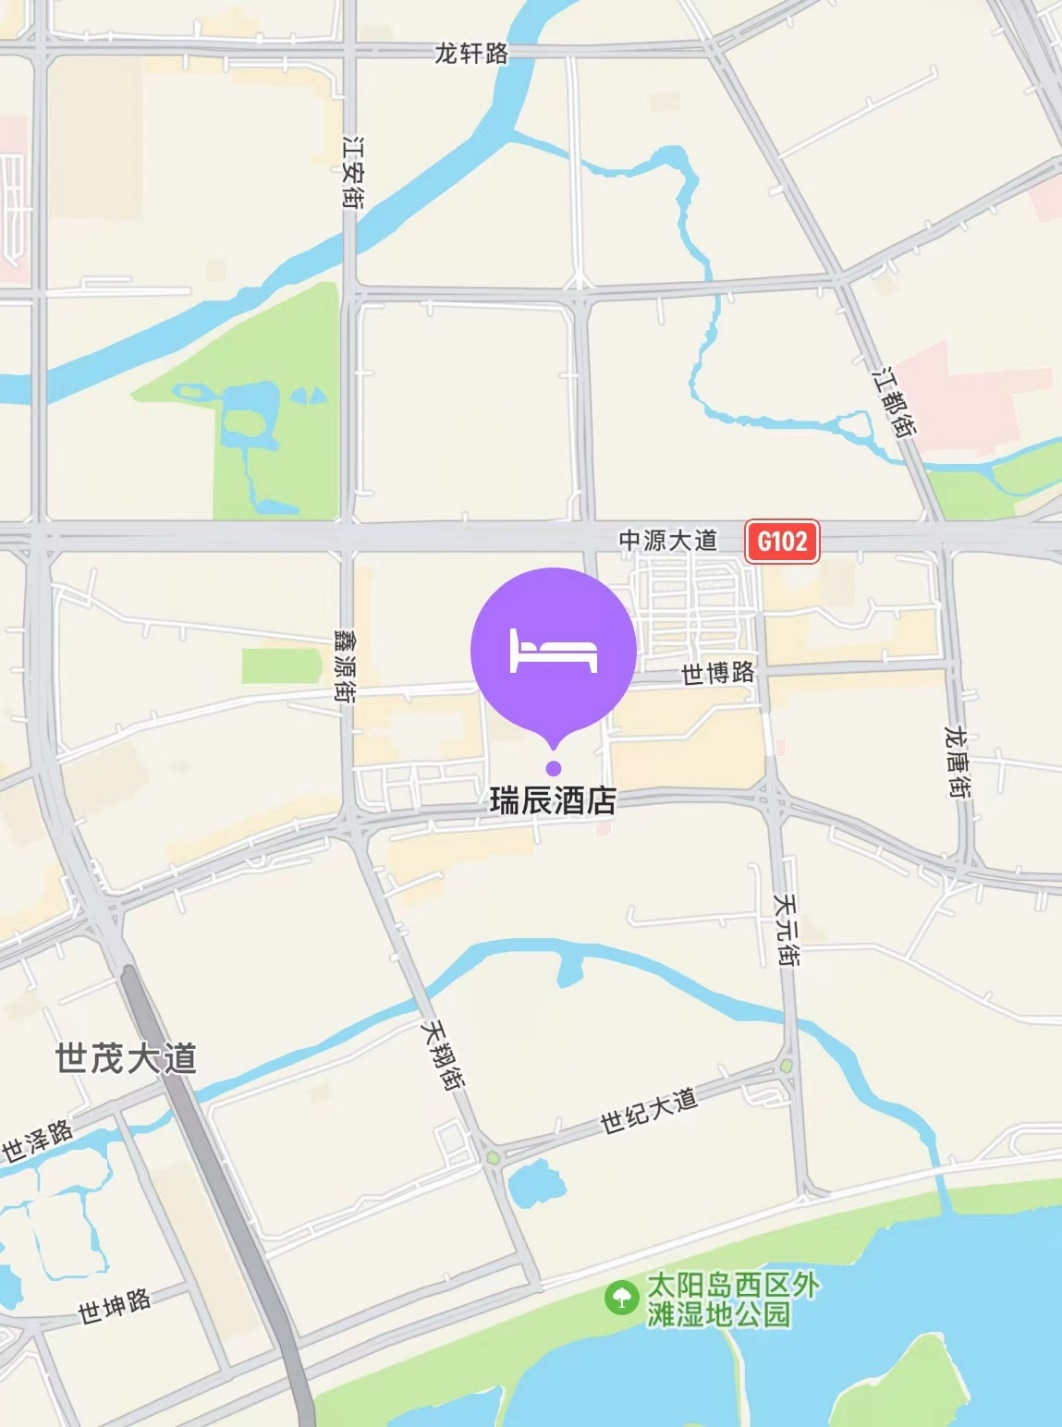 龙轩路
江安街
江都街
中源大道
G102
鑫源街
世博路
龙唐街
瑞辰酒店
天元街
世茂大道
天翔街
世纪大道
世泽路
太阳岛西区外
滩湿地公园
世坤路